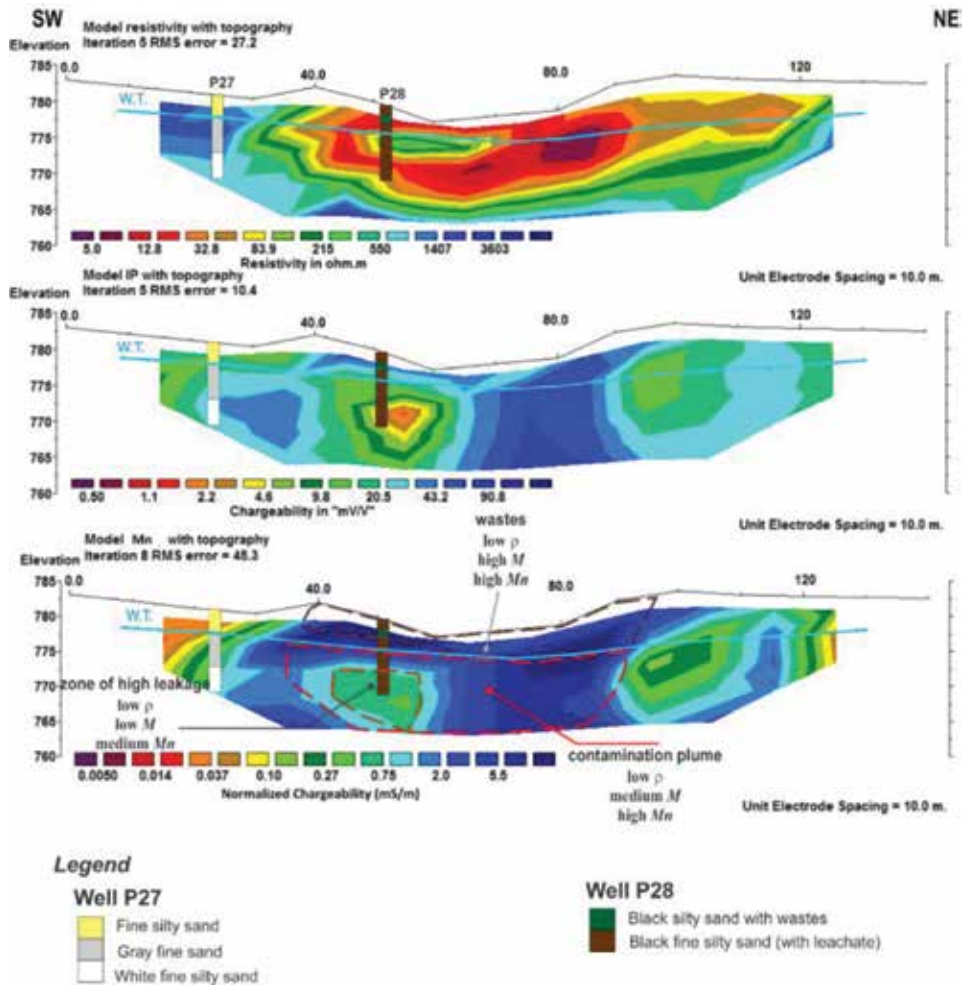 SW
NE
Model resistivity with topography
Iteration 5 RMS error = 27.2
Elevation
0.0
40.0
80.0
120
P27
P28
W.T.
785
780
775
770
765
760
5.0 12.8 32.8 83.9 215 550 1407 3603
Resistivity in ohm.m
Unit Electrode Spacing = 10.0 m.
Model IP with topography
Iteration 5 RMS error = 10.4
Elevation
0.0
40.0
80.0
120
W.T.
785
780
775
770
765
760
0.50 1.1 2.2 4.6 9.8 20.5 43.2 90.8
Chargeability in "mV/V"
Unit Electrode Spacing = 10.0 m.
Model Mn with topography
Iteration 8 RMS error = 45.3
Elevation
0.0
40.0
80.0
120
W.T.
785
780
775
770
765
760
wastes
low ρ
high M
high Mn
zone of high leakage
low ρ
low M
medium Mn
contamination plume
low ρ
medium M
high Mn
0.0050 0.014 0.037 0.10 0.27 0.75 2.0 5.5
Normalized Chargeability (mS/m)
Unit Electrode Spacing = 10.0 m.
Legend
Well P27
Fine silty sand
Gray fine sand
White fine silty sand
Well P28
Black silty sand with wastes
Black fine silty sand (with leachate)